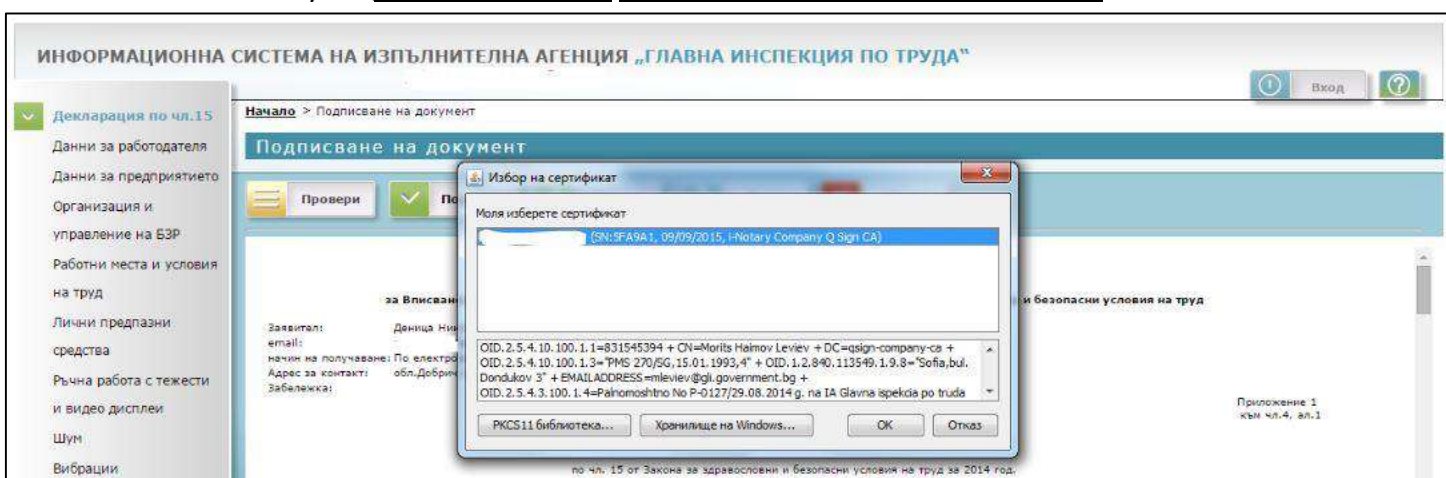 ИНФОРМАЦИОННА СИСТЕМА НА ИЗПЪЛНИТЕЛНА АГЕНЦИЯ „ГЛАВНА ИНСПЕКЦИЯ ПО ТРУДА“
Вход
Декларация по чл.15
Данни за работодателя
Данни за предприятието
Организация и
управление на БЗР
Работни места и условия
на труд
Лични предпазни
средства
Ръчна работа с тежести
и видео дисплеи
Шум
Вибрации
Начало > Подписване на документ
Подписване на документ
Провери
По
Избор на сертификат
Моля изберете сертификат
(SN:5FA9A1, 09/09/2015, i-Notary Company Q Sign CA)
OID.2.5.4.10.100.1.1=831545394 + CN=Morits Haimov Leviev + DC=qsign-company-ca +
OID.2.5.4.10.100.1.3="PMS 270/SG,15.01.1993,4" + OID.1.2.840.113549.1.9.8="Sofia,bul.
Dondukov 3" + EMAILADDRESS=mleviev@gli.government.bg +
OID.2.5.4.3.100.1.4=Palnomoshtno No P-0127/29.08.2014 g. na IA Glavna ispekcia po truda
PKCS11 библиотека...
Хранилище на Windows...
OK
Отказ
за Вписван
и безопасни условия на труд
Заявител: Деница Ни
email:
начин на получаване: По електро
Адрес за контакт: обл.Добрич
Забележка:
Приложение 1
към чл.4, ал.1
по чл. 15 от Закона за здравословни и безопасни условия на труд за 2014 год.